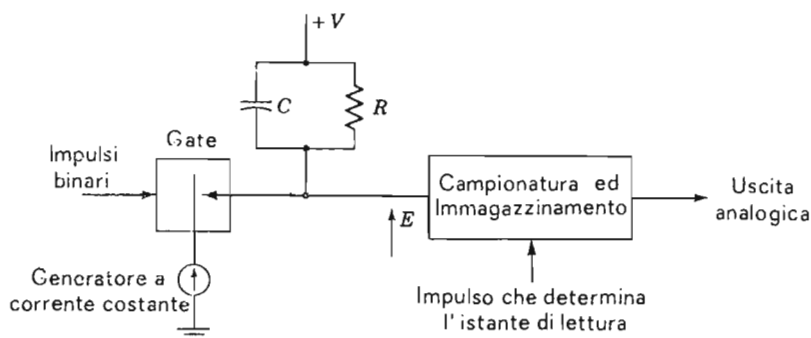 + V
C
R
Gate
Impulsi
binari
E
Campionatura ed
Immagazzinamento
Uscita
analogica
Generatore a
corrente costante
Impulso che determina
l'istante di lettura